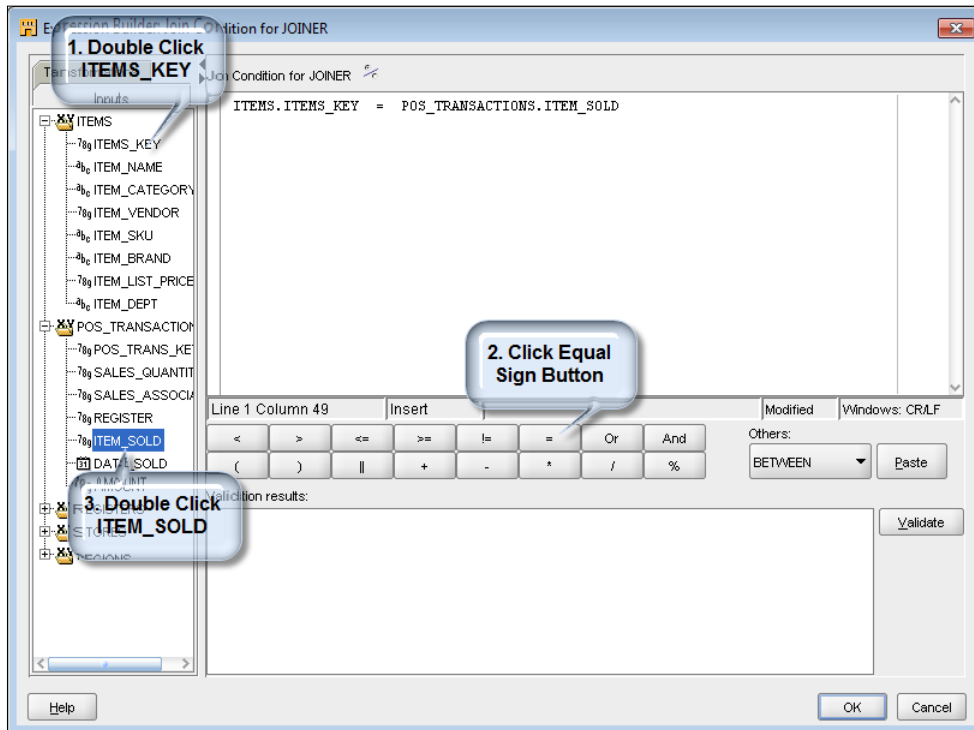 Expression Builder: Join Condition for JOINER
1. Double Click
ITEMS_KEY
Join Condition for JOINER
Inputs
ITEMS
ITEMS_KEY
ITEM_NAME
ITEM_CATEGORY
ITEM_VENDOR
ITEM_SKU
ITEM_BRAND
ITEM_LIST_PRICE
ITEM_DEPT
POS_TRANSACTION
POS_TRANS_KE
SALES_QUANTIT
SALES_ASSOCIA
REGISTER
ITEM_SOLD
DATE_SOLD
AMOUNT
REGISTERS
STORES
REGIONS
3. Double Click
ITEM_SOLD
ITEMS.ITEMS_KEY = POS_TRANSACTIONS.ITEM_SOLD
2. Click Equal
Sign Button
Line 1 Column 49 Insert Modified Windows: CR/LF
< > <= >= != = Or And
( ) || + - * / %
Others:
BETWEEN Paste
Validation results:
Validate
Help OK Cancel